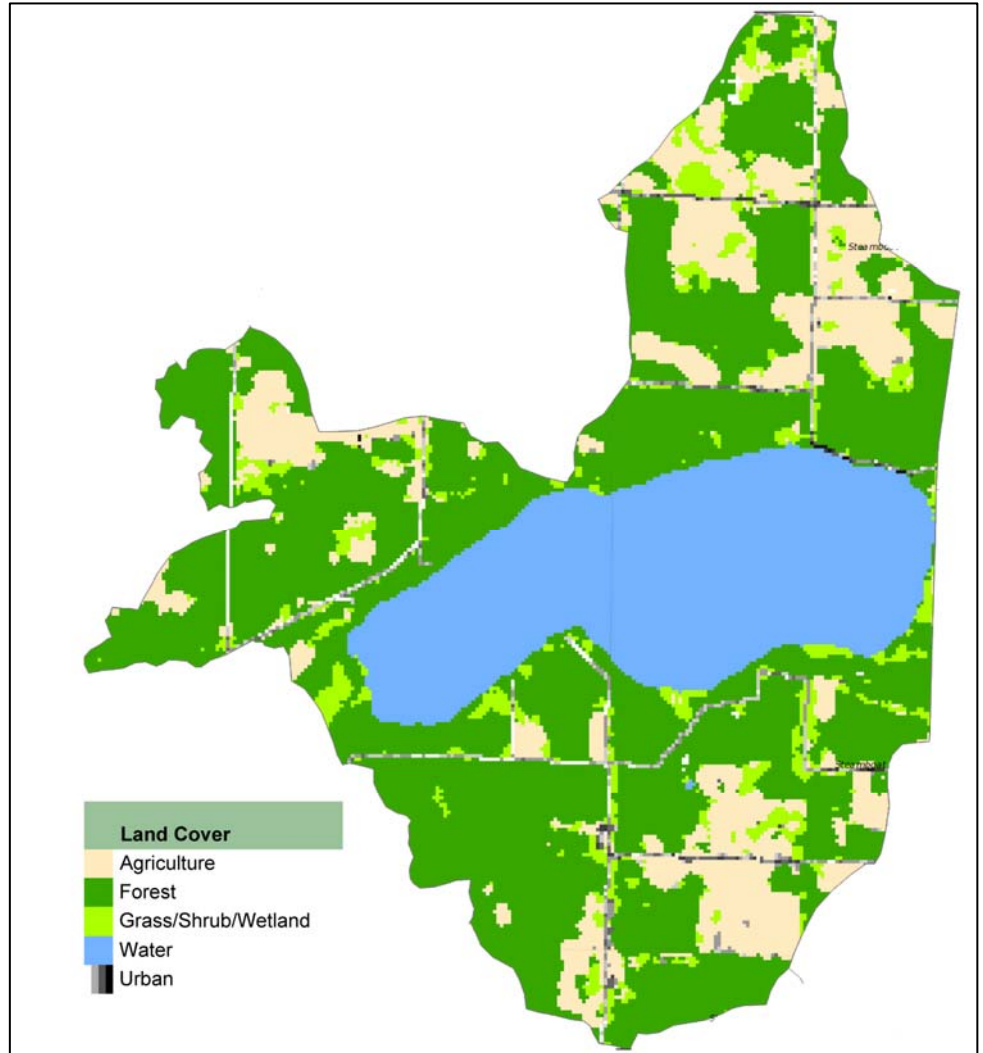 Land Cover
Agriculture
Forest
Grass/Shrub/Wetland
Water
Urban